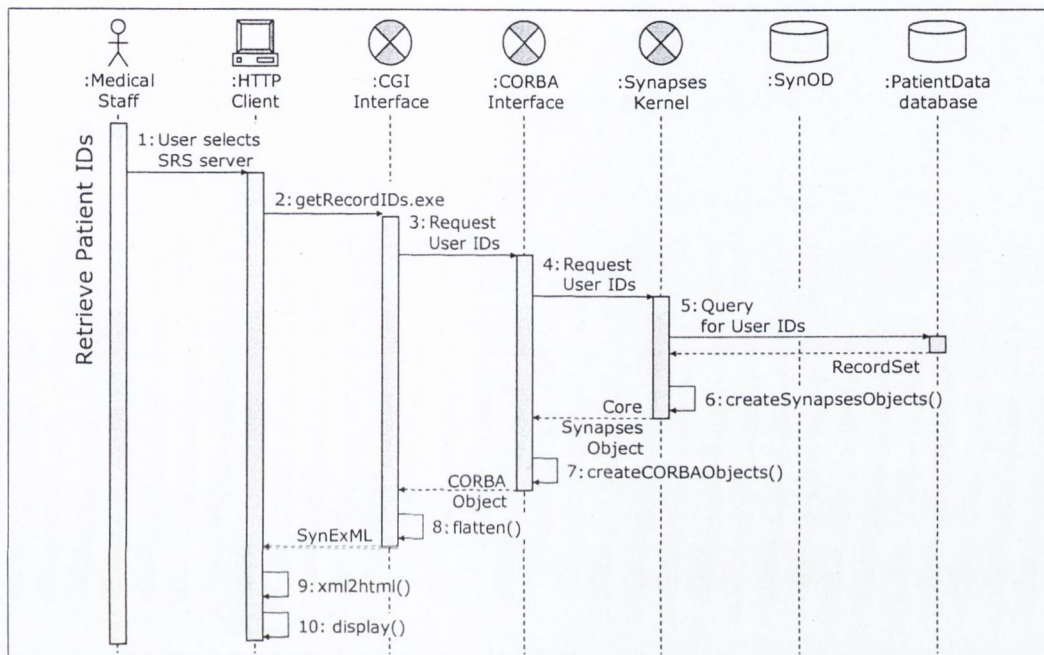 :Medical
Staff
:HTTP
Client
:CGI
Interface
:CORBA
Interface
:Synapses
Kernel
:SynOD
:PatientData
database
Retrieve Patient IDs
1: User selects
SRS server
2: getRecordIDs.exe
3: Request
User IDs
4: Request
User IDs
5: Query
for User IDs
RecordSet
6: createSynapsesObjects()
Core
Synapses
Object
7: createCORBAObjects()
CORBA
Object
8: flatten()
SynExML
9: xml2html()
10: display()